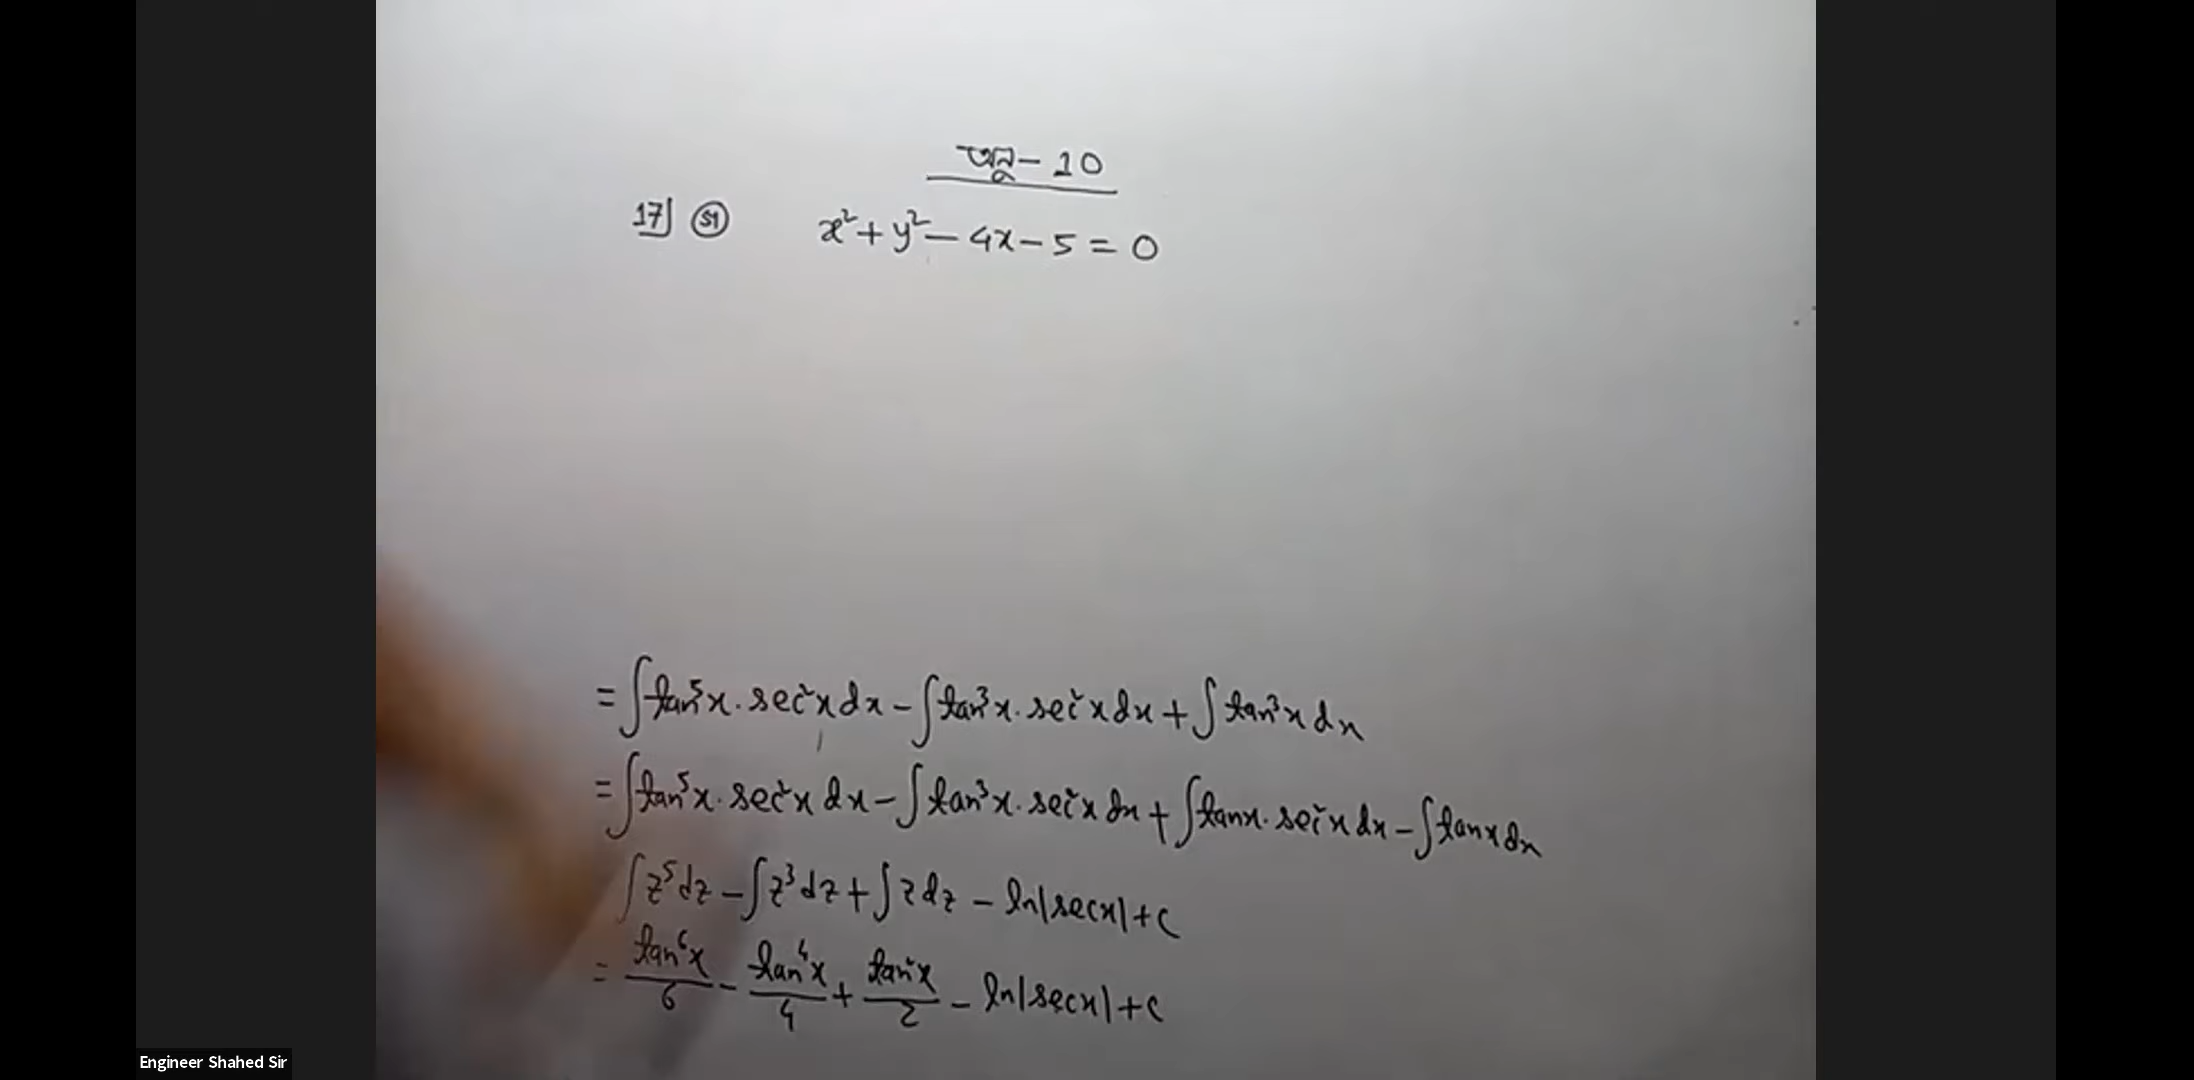 অনু - 10
17] গ x² + y² - 4x - 5 = 0
= ∫tan⁵x. sec²x dx - ∫tan³x. sec²x dx + ∫tan³x dx
= ∫tan⁵x. sec²x dx - ∫tan³x. sec²x dx + ∫tanx. sec²x dx - ∫tanx dx
∫z⁵dz - ∫z³dz + ∫z dz - ln|secx| + c
= tan⁶x/6 - tan⁴x/4 + tan²x/2 - ln|secx| + c
Engineer Shahed Sir